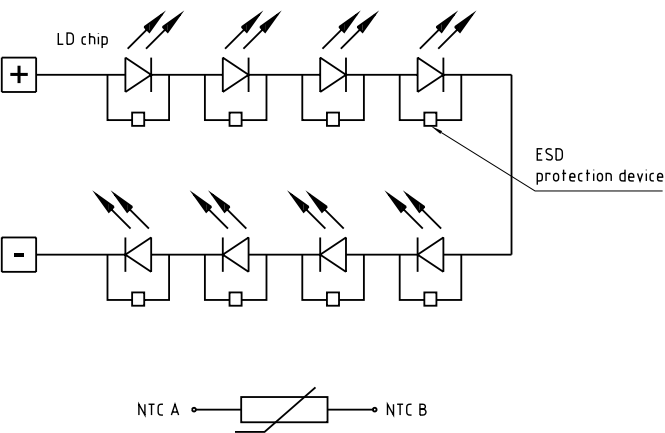 LD chip
+
ESD
protection device
-
NTC A
NTC B